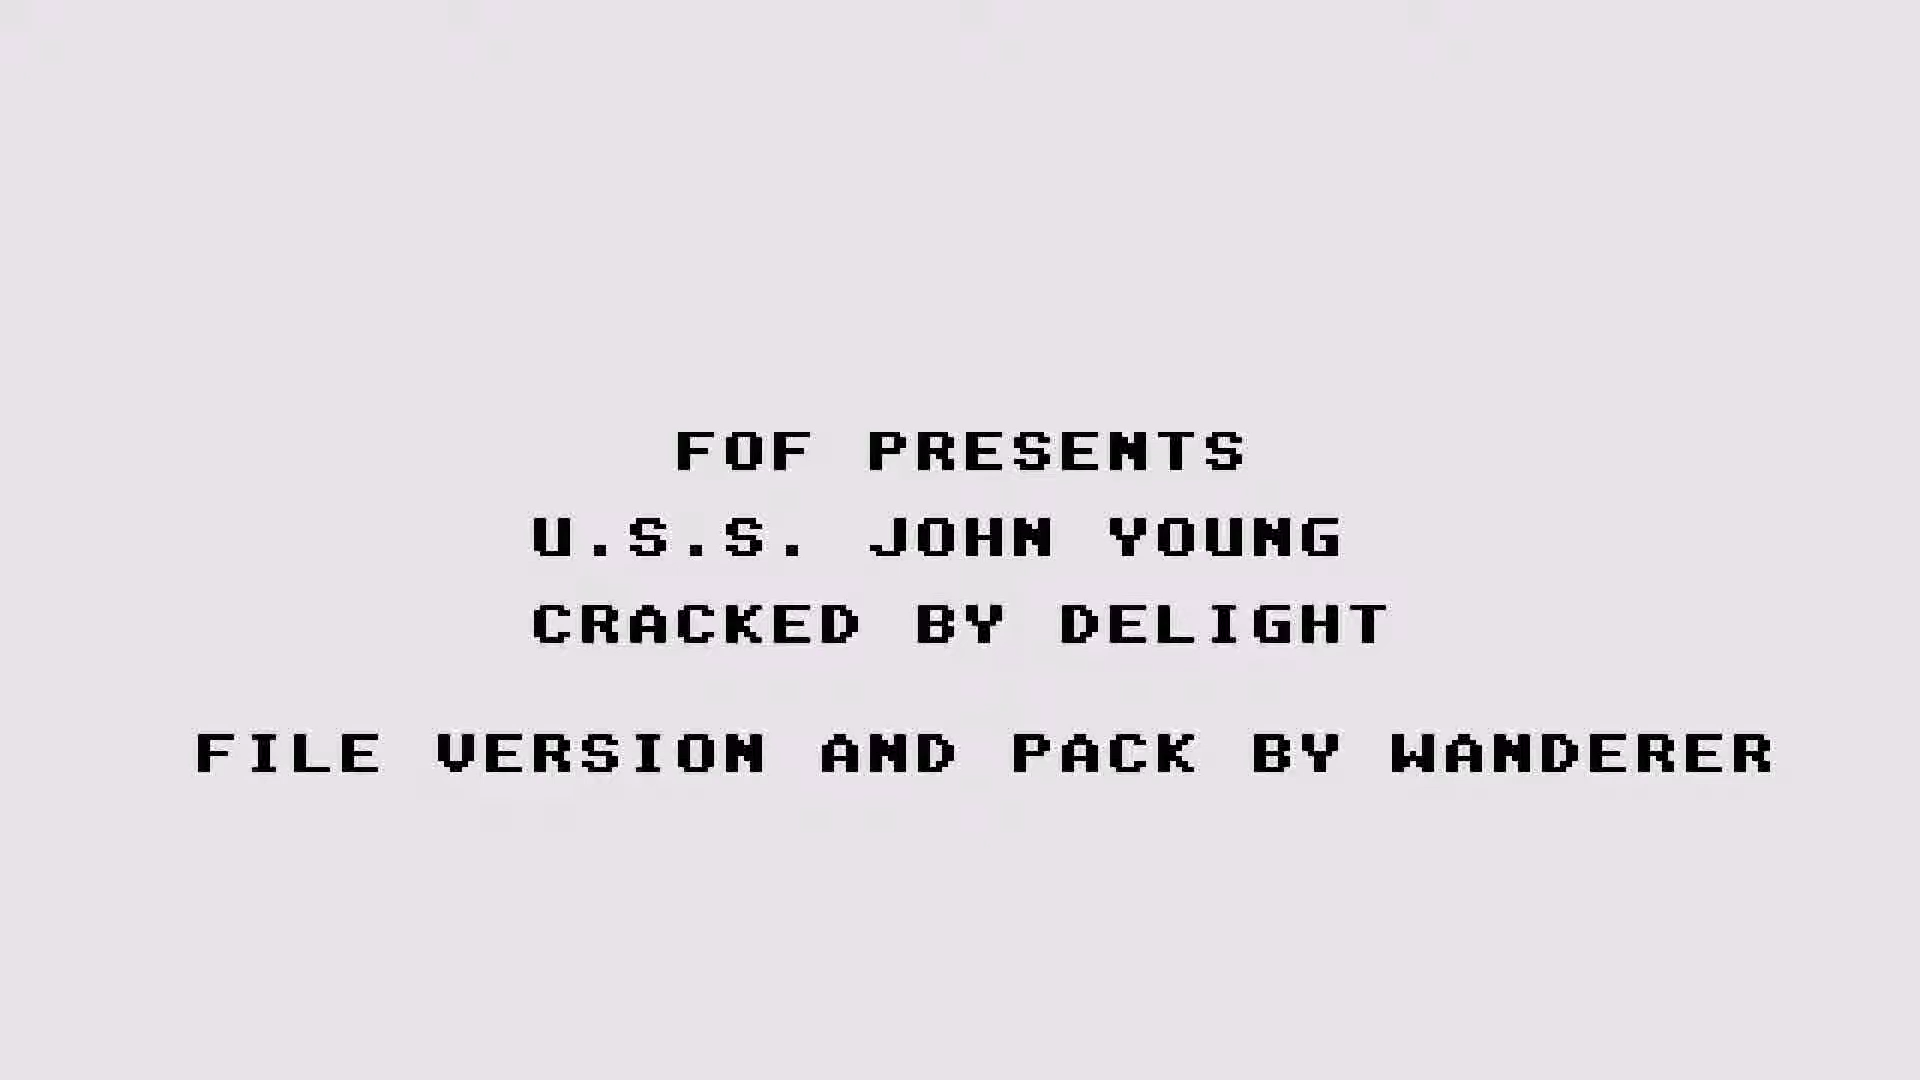 FOF PRESENTS
U.S.S. JOHN YOUNG
CRACKED BY DELIGHT
FILE VERSION AND PACK BY WANDERER